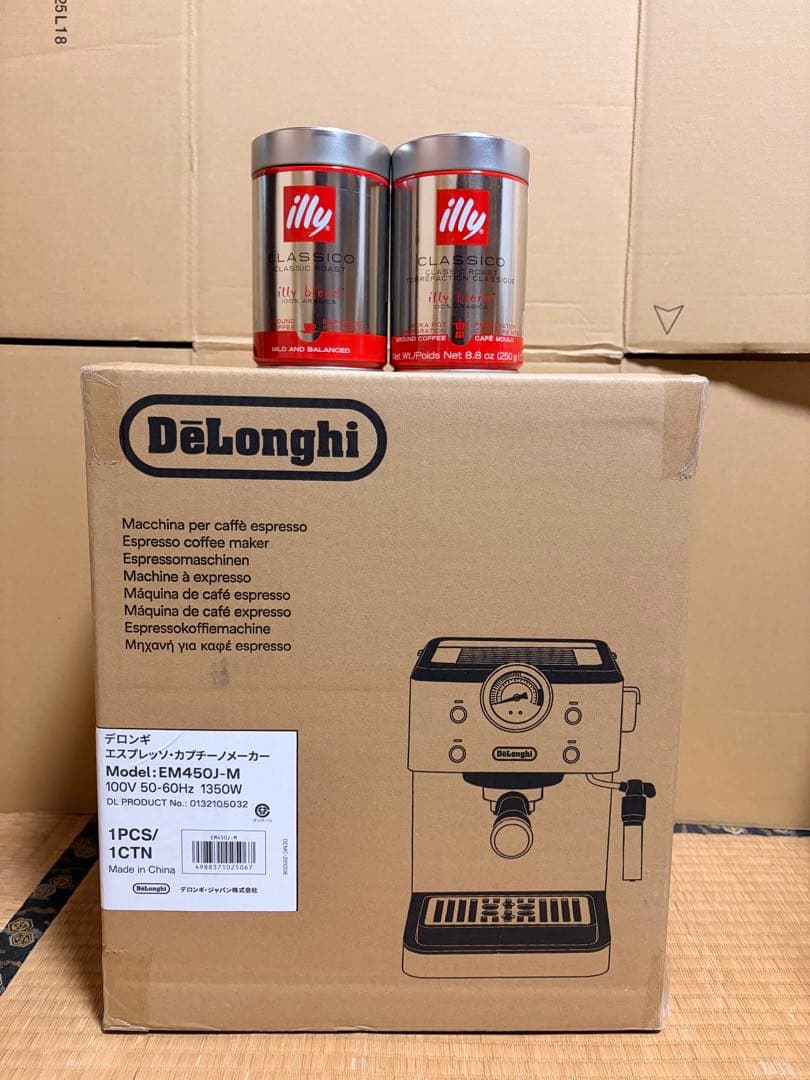 25L18
illy
CLASSICO
CLASSIC ROAST
illy blend
100% ARABICA
GROUND
COFFEE
MILD AND BALANCED
illy
CLASSICO
CLASSIC ROAST
TORRÉFACTION CLASSIQUE
illy blend
100% ARABICA
GROUND COFFEE
CAFÉ MOULU
Net Wt./Poids Net 8.8 oz (250g
DēLonghi
Macchina per caffè espresso
Espresso coffee maker
Espressomaschinen
Machine à expresso
Máquina de café espresso
Máquina de café expresso
Espressokoffiemachine
Μηχανή για καφέ espresso
デロンギ
エスプレッソ・カプチーノメーカー
Model:EM450J-M
100V 50-60Hz 1350W
DL PRODUCT No.: 0132105032
1PCS/
1CTN
Made in China
EM450J-M
4988371025067
DēLonghi
デロンギ・ジャパン株式会社
DēLonghi